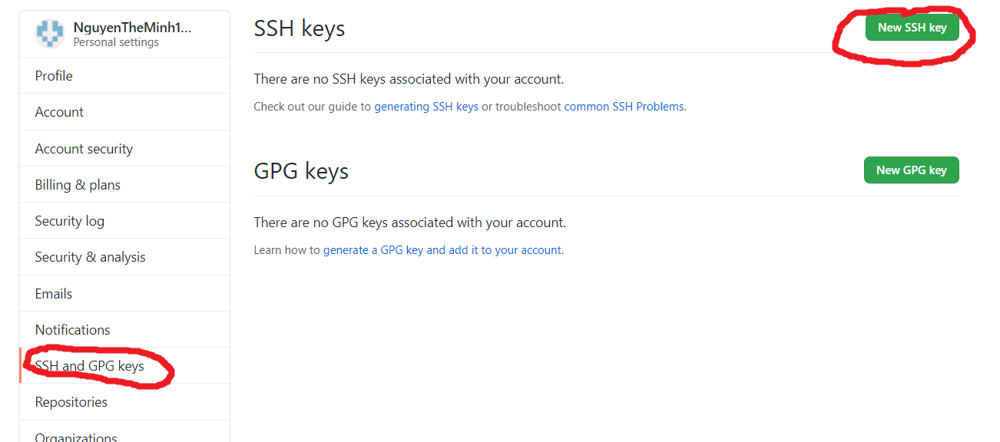 NguyenTheMinh1...
Personal settings
Profile
Account
Account security
Billing & plans
Security log
Security & analysis
Emails
Notifications
SSH and GPG keys
Repositories
Organizations
SSH keys
New SSH key
There are no SSH keys associated with your account.
Check out our guide to generating SSH keys or troubleshoot common SSH Problems.
GPG keys
New GPG key
There are no GPG keys associated with your account.
Learn how to generate a GPG key and add it to your account.